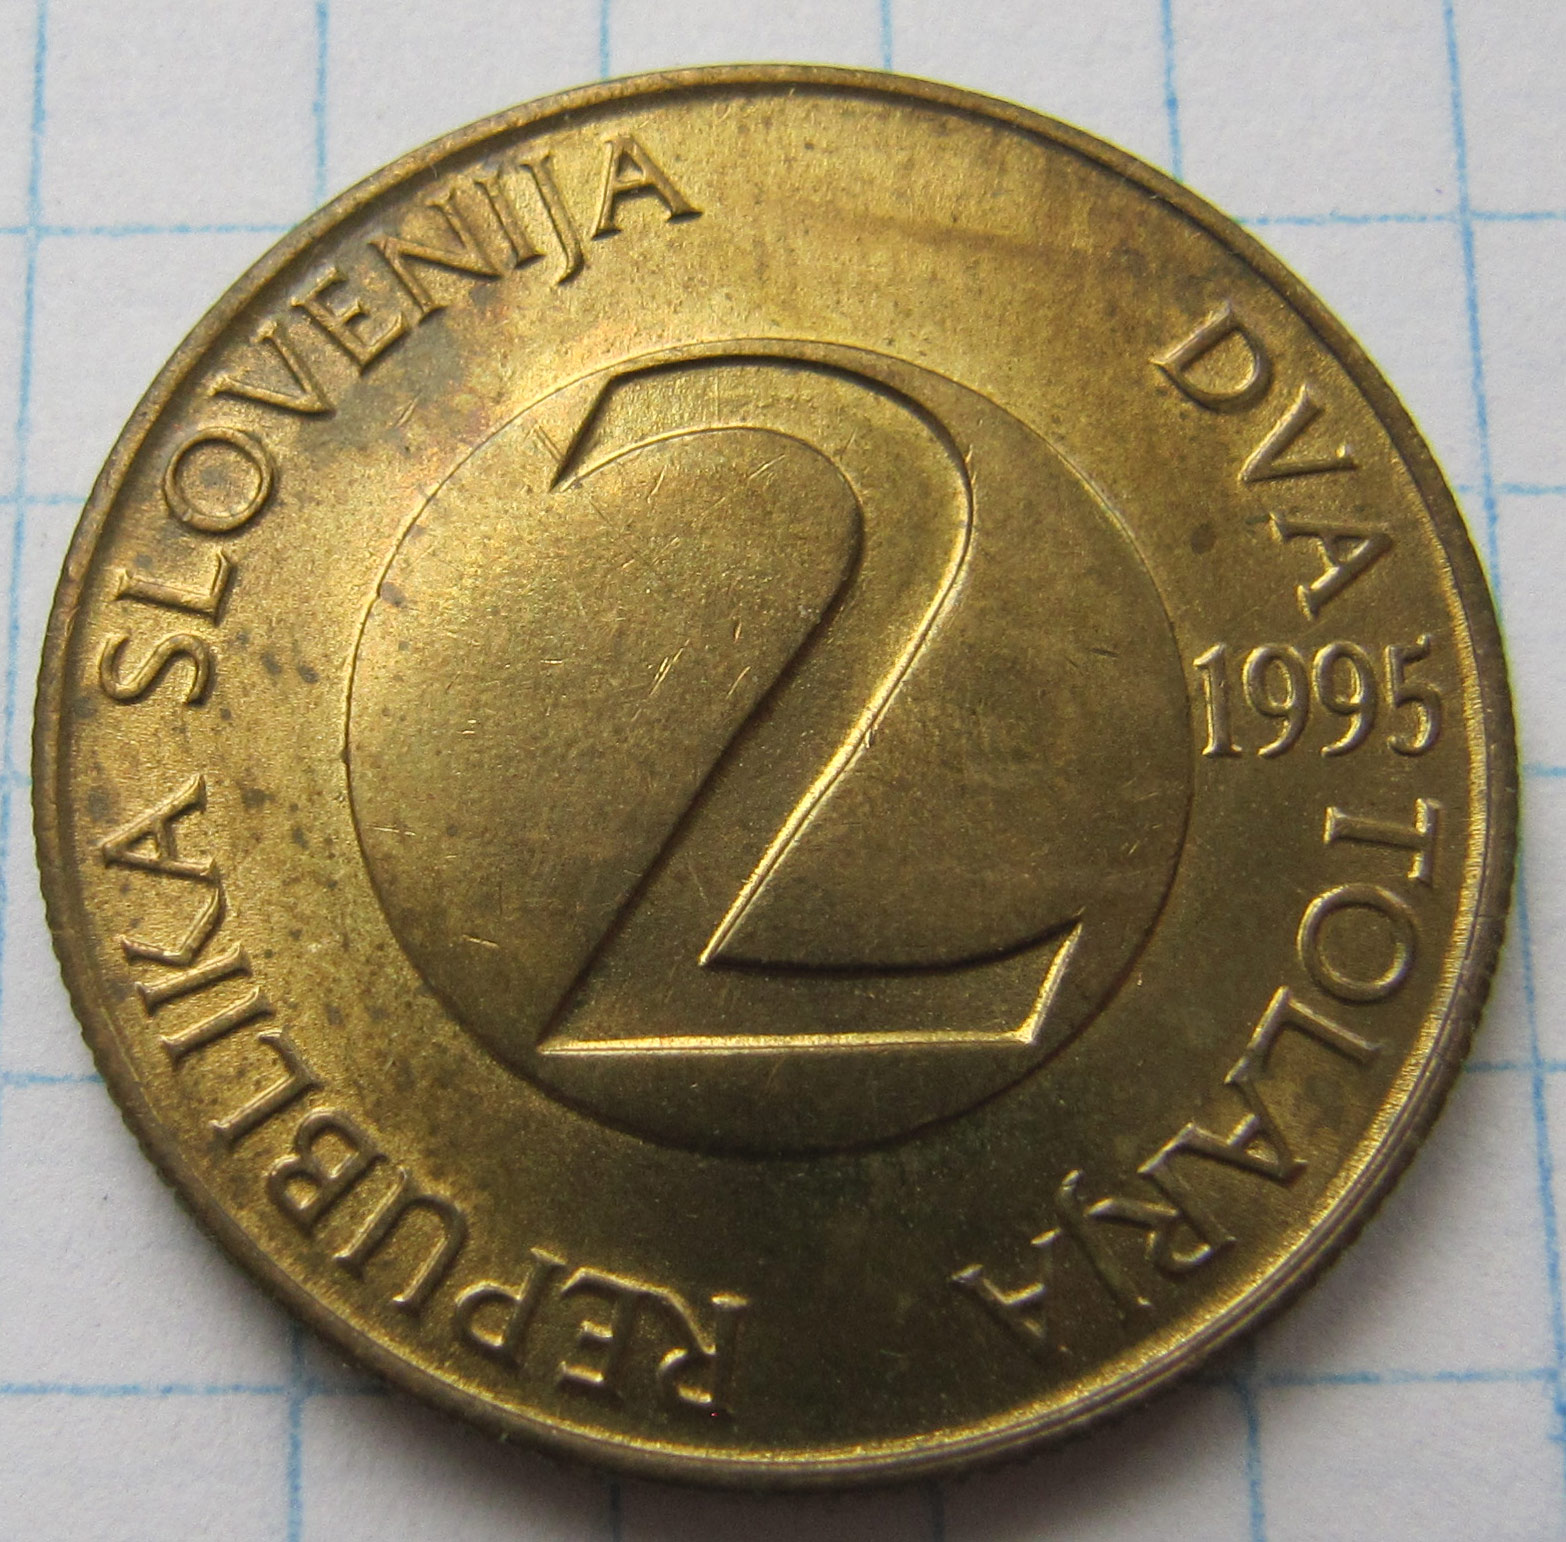 REPUBLIKA SLOVENIJA
2
DVA TOLARJA
1995